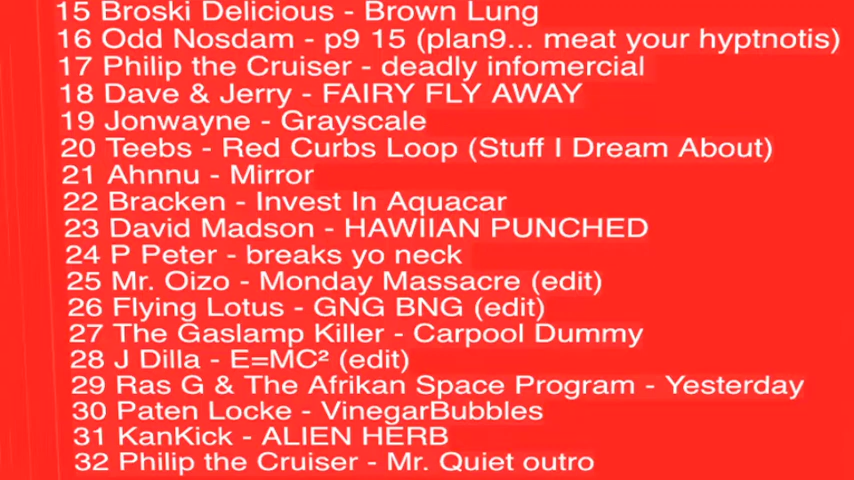 15 Broski Delicious - Brown Lung
16 Odd Nosdam - p9 15 (plan9... meat your hyptnotis)
17 Philip the Cruiser - deadly infomercial
18 Dave & Jerry - FAIRY FLY AWAY
19 Jonwayne - Grayscale
20 Teebs - Red Curbs Loop (Stuff I Dream About)
21 Ahnnu - Mirror
22 Bracken - Invest In Aquacar
23 David Madson - HAWIIAN PUNCHED
24 P Peter - breaks yo neck
25 Mr. Oizo - Monday Massacre (edit)
26 Flying Lotus - GNG BNG (edit)
27 The Gaslamp Killer - Carpool Dummy
28 J Dilla - E=MC² (edit)
29 Ras G & The Afrikan Space Program - Yesterday
30 Paten Locke - VinegarBubbles
31 KanKick - ALIEN HERB
32 Philip the Cruiser - Mr. Quiet outro